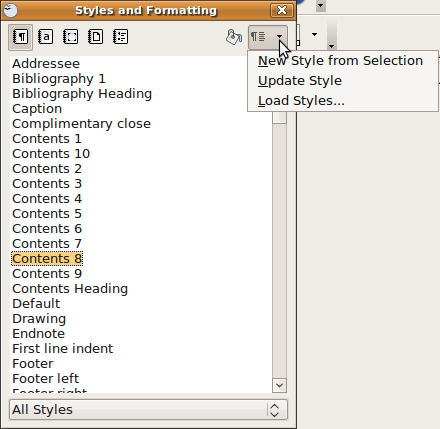 Styles and Formatting
New Style from Selection
Update Style
Load Styles...
Addressee
Bibliography 1
Bibliography Heading
Caption
Complimentary close
Contents 1
Contents 10
Contents 2
Contents 3
Contents 4
Contents 5
Contents 6
Contents 7
Contents 8
Contents 9
Contents Heading
Default
Drawing
Endnote
First line indent
Footer
Footer left
Footer right
All Styles